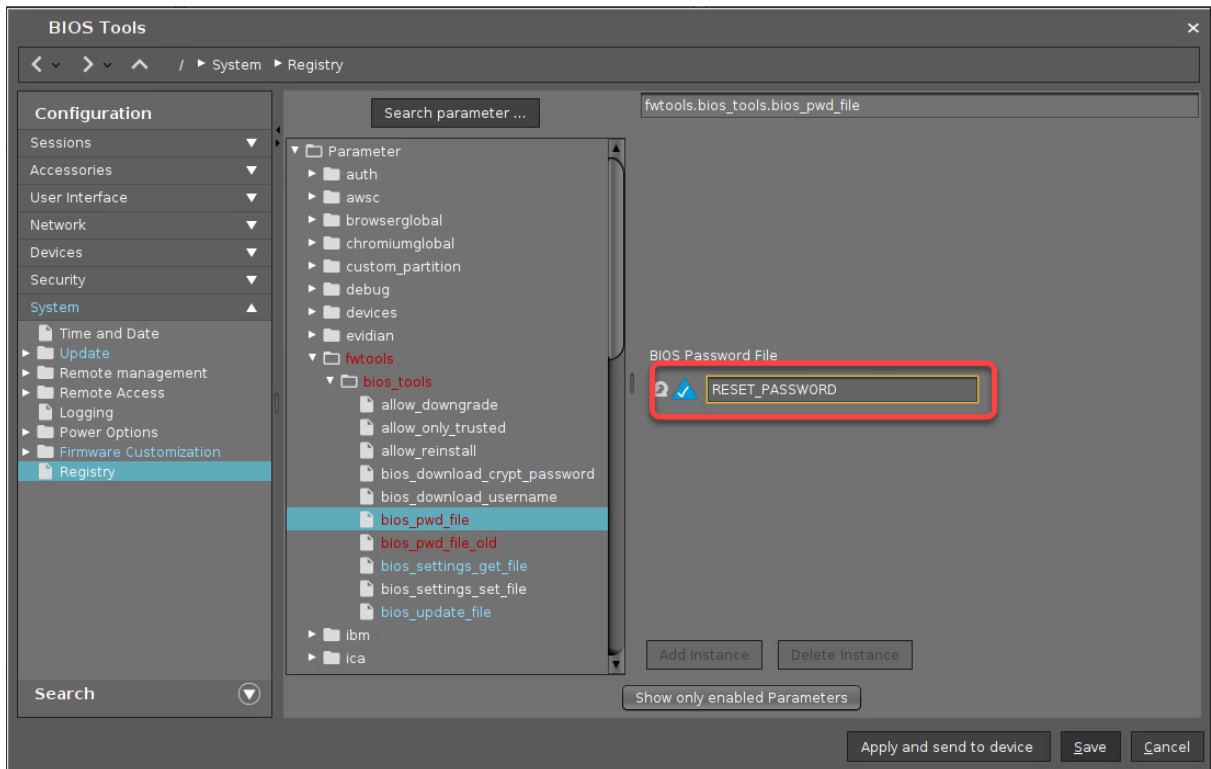 BIOS Tools
/ System Registry
Configuration
Sessions
Accessories
User Interface
Network
Devices
Security
System
Time and Date
Update
Remote management
Remote Access
Logging
Power Options
Firmware Customization
Registry
Search
Search parameter ...
Parameter
auth
awsc
browserglobal
chromiumglobal
custom_partition
debug
devices
evidian
fwtools
bios_tools
allow_downgrade
allow_only_trusted
allow_reinstall
bios_download_crypt_password
bios_download_username
bios_pwd_file
bios_pwd_file_old
bios_settings_get_file
bios_settings_set_file
bios_update_file
ibm
ica
fwtools.bios_tools.bios_pwd_file
BIOS Password File
RESET_PASSWORD
Add Instance Delete Instance
Show only enabled Parameters
Apply and send to device Save Cancel